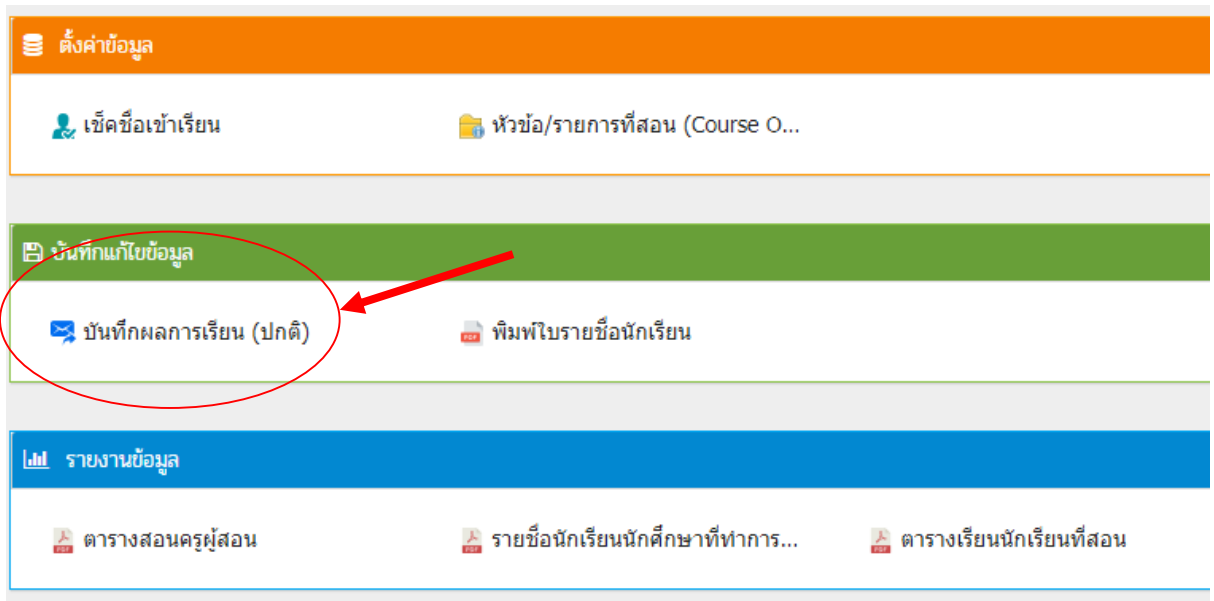 ตั้งค่าข้อมูล
เช็คชื่อเข้าเรียน
หัวข้อ/รายการที่สอน (Course O...
บันทึกแก้ไขข้อมูล
บันทึกผลการเรียน (ปกติ)
พิมพ์ใบรายชื่อนักเรียน
รายงานข้อมูล
ตารางสอนครูผู้สอน
รายชื่อนักเรียนนักศึกษาที่ทำการ...
ตารางเรียนนักเรียนที่สอน